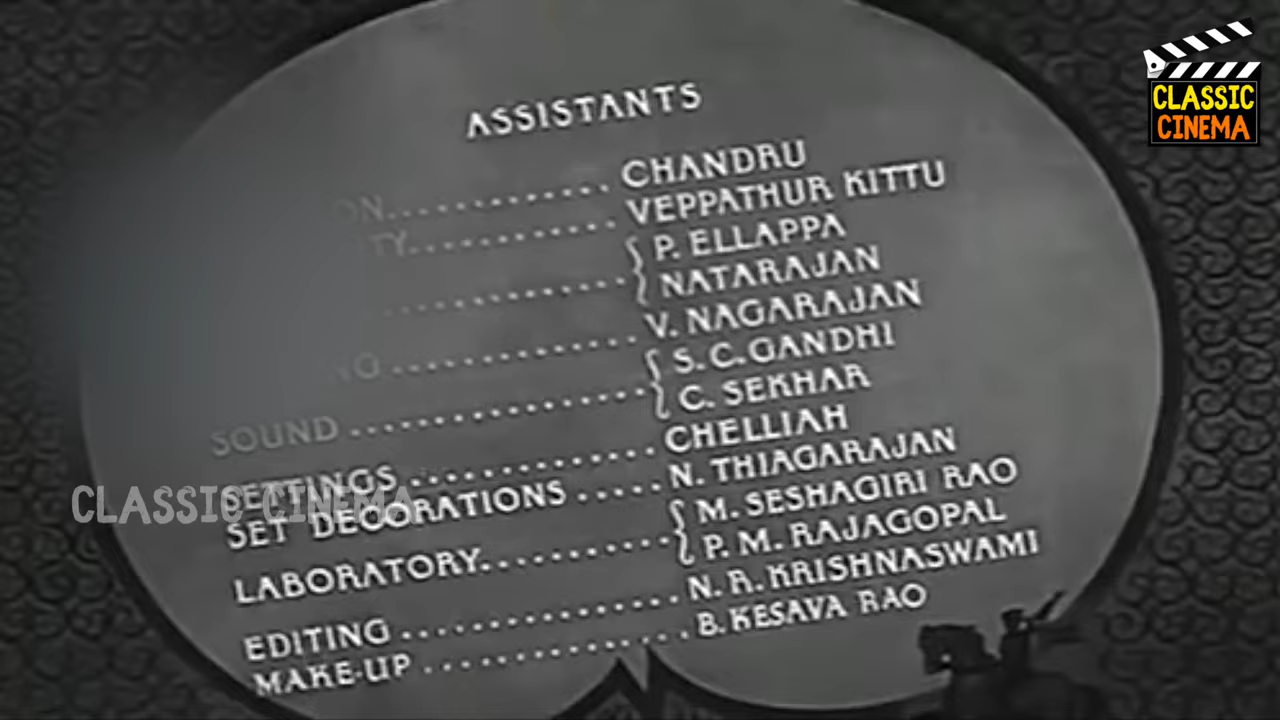 CLASSIC
CINEMA
ASSISTANTS
CHANDRU
VEPPATHUR KITTU
P. ELLAPPA
NATARAJAN
V. NAGARAJAN
SOUND .................... { S. C. GANDHI
C. SEKHAR
SETTINGS .................... CHELLIAH
SET DECORATIONS ..... N. THIAGARAJAN
LABORATORY............. { M. SESHAGIRI RAO
P. M. RAJAGOPAL
EDITING .................... N. R. KRISHNASWAMI
MAKE-UP .................... B. KESAVA RAO
CLASSIC CINEMA